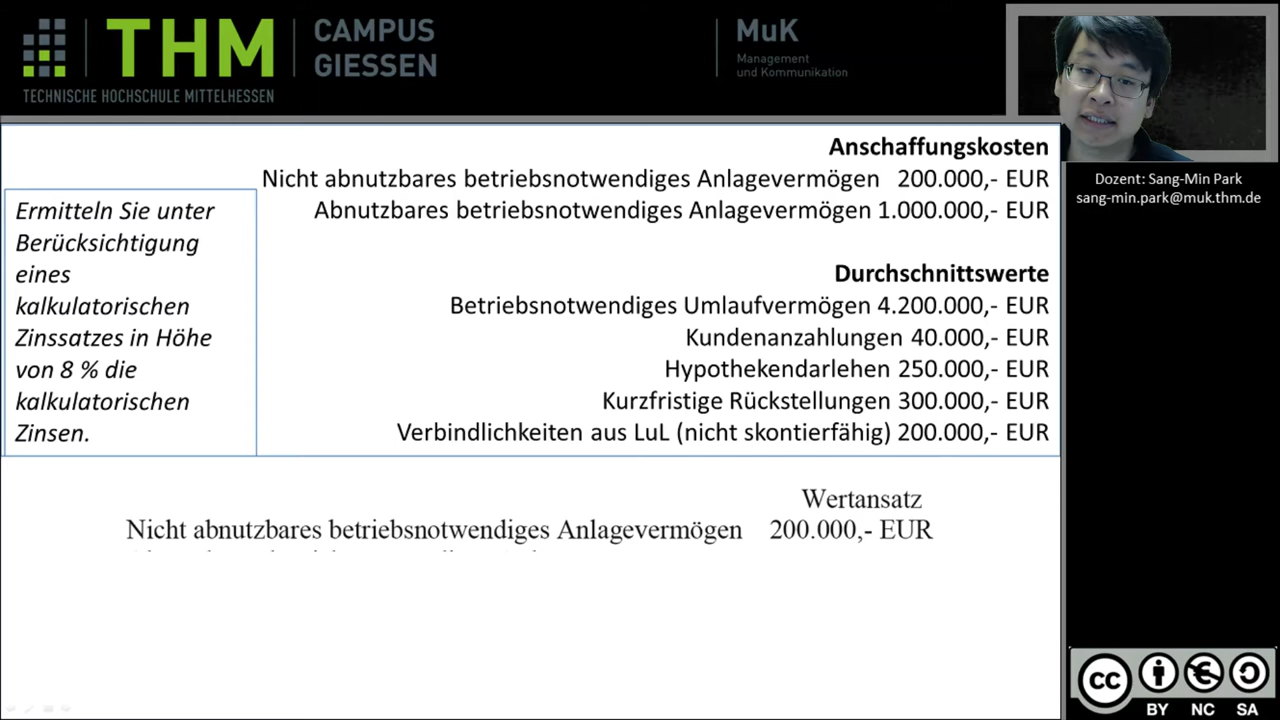 THM
CAMPUS
GIESSEN
TECHNISCHE HOCHSCHULE MITTELHESSEN
MuK
Management
und Kommunikation
Dozent: Sang-Min Park
sang-min.park@muk.thm.de
Ermitteln Sie unter
Berücksichtigung
eines
kalkulatorischen
Zinssatzes in Höhe
von 8 % die
kalkulatorischen
Zinsen.
Anschaffungskosten
Nicht abnutzbares betriebsnotwendiges Anlagevermögen 200.000,- EUR
Abnutzbares betriebsnotwendiges Anlagevermögen 1.000.000,- EUR
Durchschnittswerte
Betriebsnotwendiges Umlaufvermögen 4.200.000,- EUR
Kundenanzahlungen 40.000,- EUR
Hypothekendarlehen 250.000,- EUR
Kurzfristige Rückstellungen 300.000,- EUR
Verbindlichkeiten aus LuL (nicht skontierfähig) 200.000,- EUR
Wertansatz
Nicht abnutzbares betriebsnotwendiges Anlagevermögen 200.000,- EUR
cc
BY NC SA